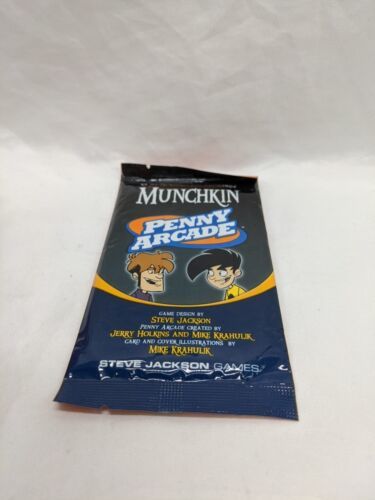 MUNCHKIN
PENNY
ARCADE
GAME DESIGN BY
STEVE JACKSON
PENNY ARCADE CREATED BY
JERRY HOLKINS AND MIKE KRAHULIK
CARD AND COVER ILLUSTRATIONS BY
MIKE KRAHULIK
STEVE JACKSON GAMES